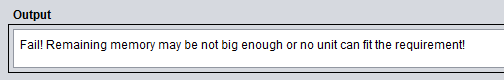 Output
Fail! Remaining memory may be not big enough or no unit can fit the requirement!